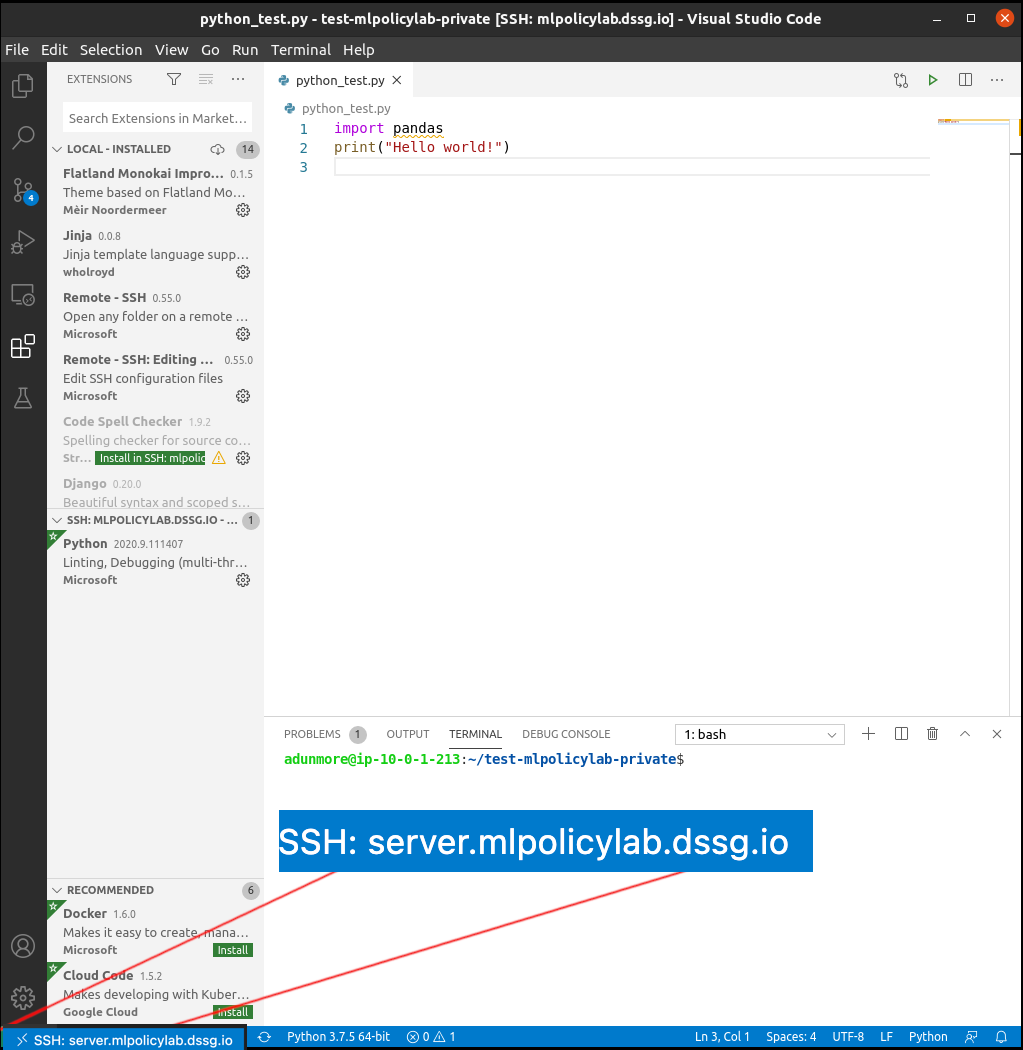 python_test.py - test-mlpolicylab-private [SSH: mlpolicylab.dssg.io] - Visual Studio Code
File Edit Selection View Go Run Terminal Help
EXTENSIONS
Search Extensions in Market...
LOCAL - INSTALLED 14
Flatland Monokai Impro... 0.1.5
Theme based on Flatland Mo...
Mèir Noordermeer
4
Jinja 0.0.8
Jinja template language supp...
wholroyd
Remote - SSH 0.55.0
Open any folder on a remote ...
Microsoft
Remote - SSH: Editing ... 0.55.0
Edit SSH configuration files
Microsoft
Code Spell Checker 1.9.2
Spelling checker for source co...
Str... Install in SSH: mlpolic
Django 0.20.0
Beautiful syntax and scoped s...
SSH: MLPOLICYLAB.DSSG.IO - ... 1
Python 2020.9.111407
Linting, Debugging (multi-thr...
Microsoft
RECOMMENDED 6
Docker 1.6.0
Makes it easy to create, mana...
Microsoft Install
Cloud Code 1.5.2
Makes developing with Kuber...
Google Cloud Install
python_test.py
python_test.py
1 import pandas
2 print("Hello world!")
3
PROBLEMS 1 OUTPUT TERMINAL DEBUG CONSOLE 1: bash
adunmore@ip-10-0-1-213:~/test-mlpolicylab-private$
SSH: server.mlpolicylab.dssg.io
SSH: server.mlpolicylab.dssg.io Python 3.7.5 64-bit 0 1 Ln 3, Col 1 Spaces: 4 UTF-8 LF Python